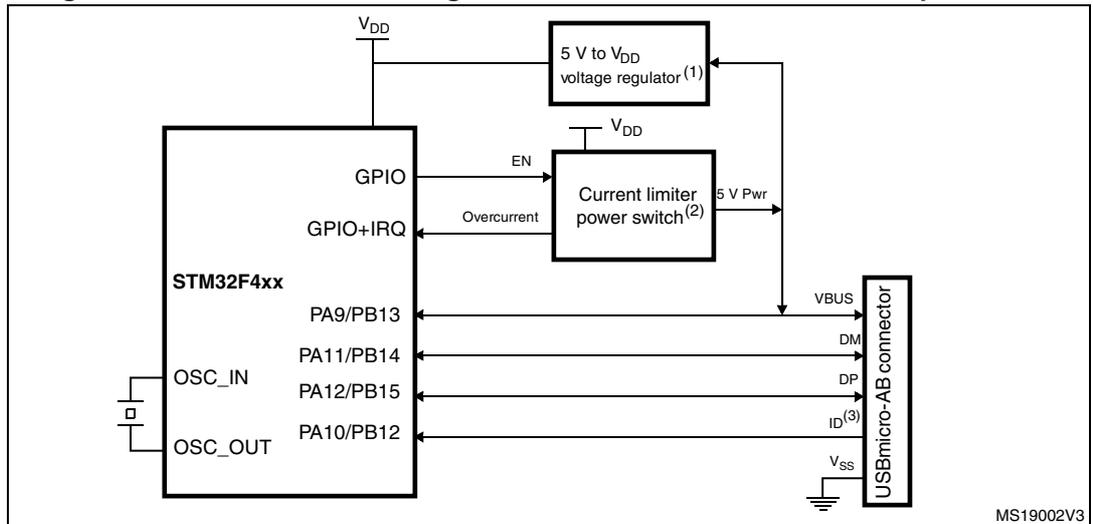 V_DD
5 V to V_DD
voltage regulator(1)
V_DD
GPIO
EN
Current limiter
power switch(2)
5 V Pwr
GPIO+IRQ
Overcurrent
STM32F4xx
PA9/PB13
VBUS
PA11/PB14
DM
PA12/PB15
DP
PA10/PB12
ID(3)
V_SS
OSC_IN
OSC_OUT
USBmicro-AB connector
MS19002V3